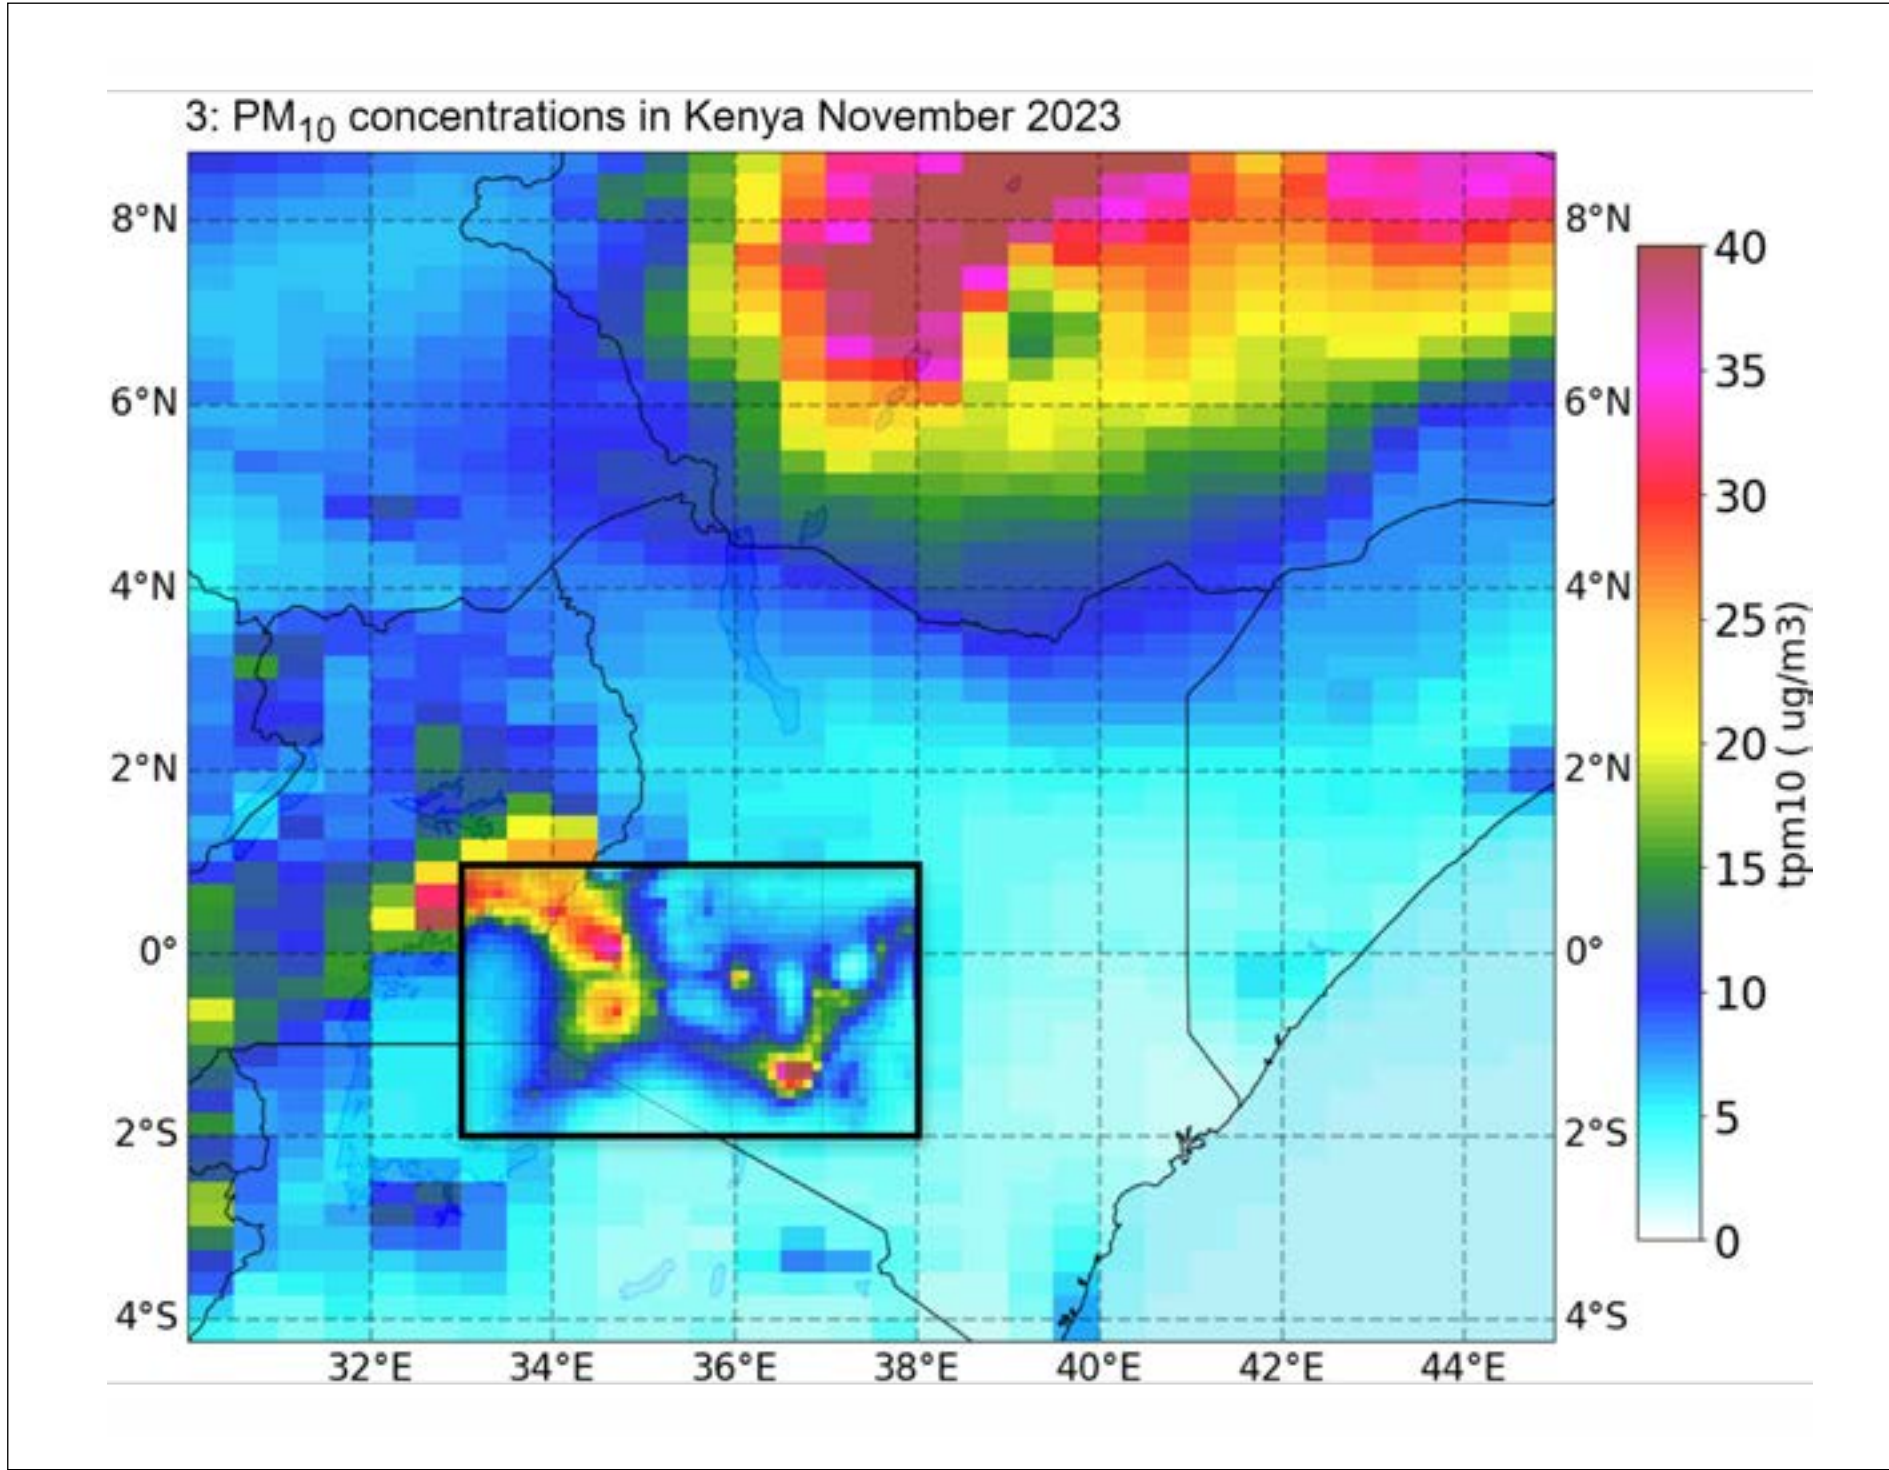 3: PM₁₀ concentrations in Kenya November 2023
8°N
6°N
4°N
2°N
0°
2°S
4°S
8°N
6°N
4°N
2°N
0°
2°S
4°S
32°E 34°E 36°E 38°E 40°E 42°E 44°E
40
35
30
25
20
15
10
5
0
tpm10 ( ug/m3)